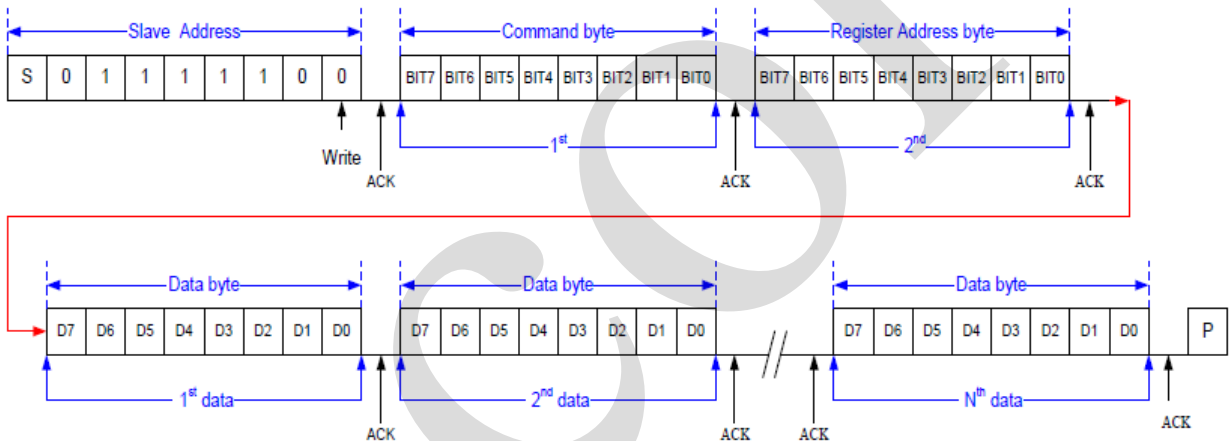 Slave Address Command byte Register Address byte
S 0 1 1 1 1 1 0 0 BIT7 BIT6 BIT5 BIT4 BIT3 BIT2 BIT1 BIT0 BIT7 BIT6 BIT5 BIT4 BIT3 BIT2 BIT1 BIT0
1st 2nd
Write
ACK ACK ACK
Data byte Data byte Data byte
D7 D6 D5 D4 D3 D2 D1 D0 D7 D6 D5 D4 D3 D2 D1 D0 // D7 D6 D5 D4 D3 D2 D1 D0 P
1st data 2nd data Nth data
ACK ACK ACK ACK